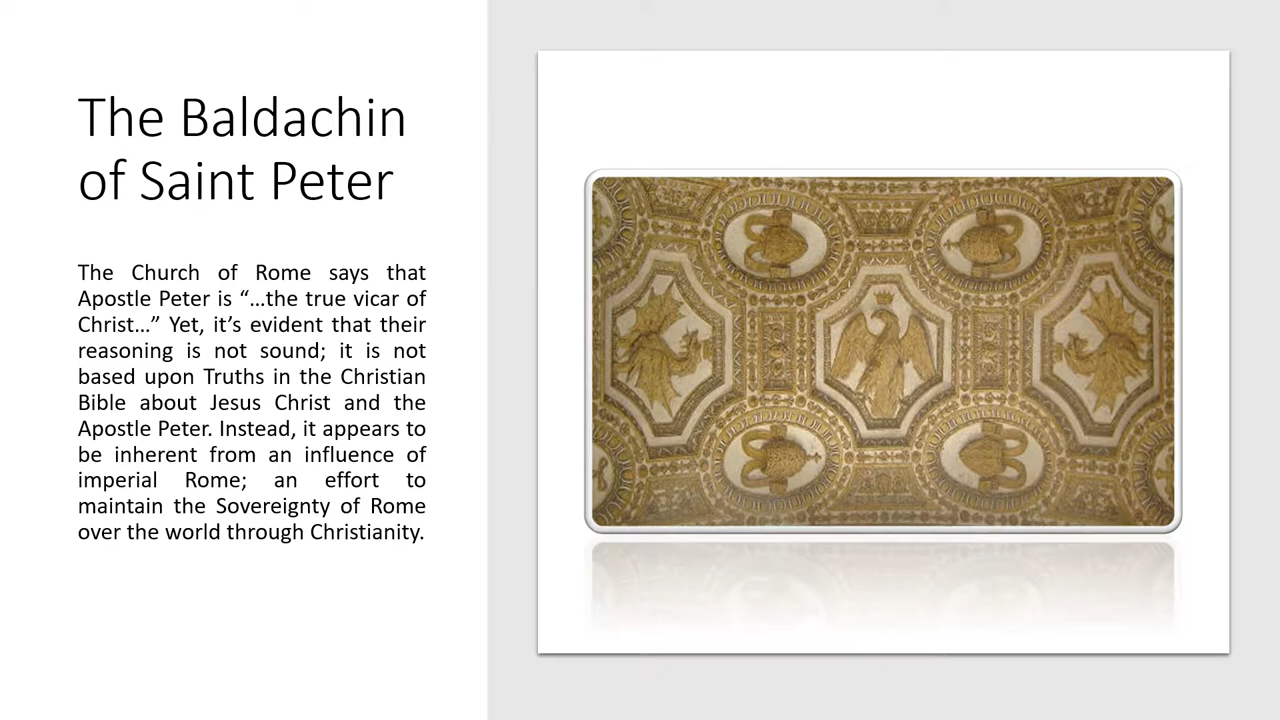 The Baldachin
of Saint Peter
The Church of Rome says that
Apostle Peter is “…the true vicar of
Christ…” Yet, it’s evident that their
reasoning is not sound; it is not
based upon Truths in the Christian
Bible about Jesus Christ and the
Apostle Peter. Instead, it appears to
be inherent from an influence of
imperial Rome; an effort to
maintain the Sovereignty of Rome
over the world through Christianity.